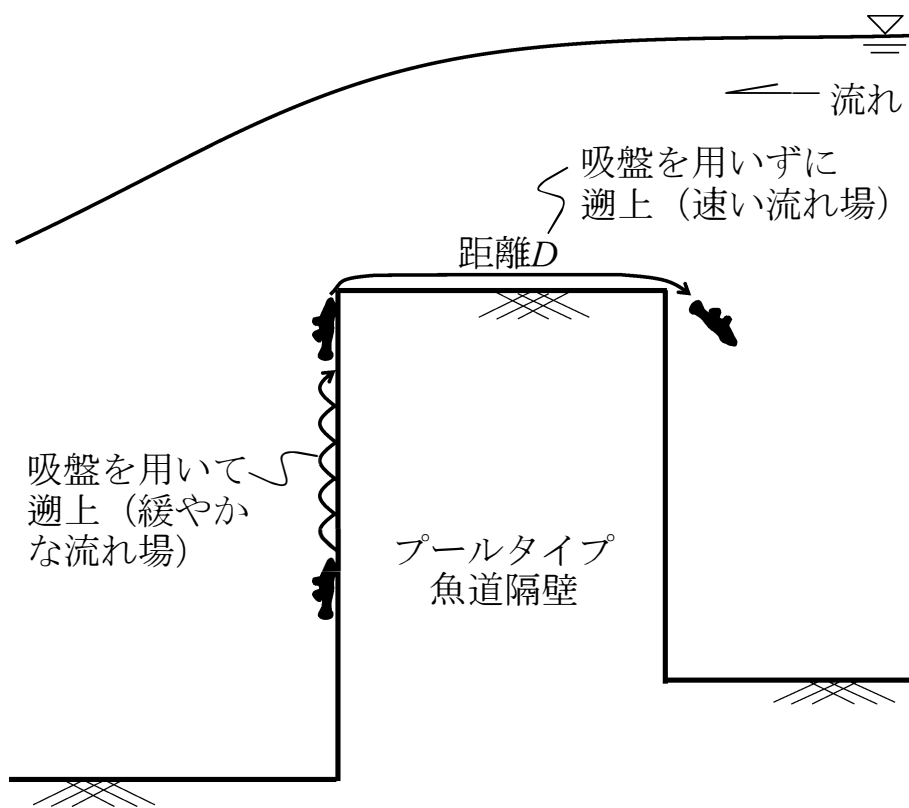 流れ
吸盤を用いずに
遡上（速い流れ場）
距離D
吸盤を用いて
遡上（緩やか
な流れ場）
プールタイプ
魚道隔壁